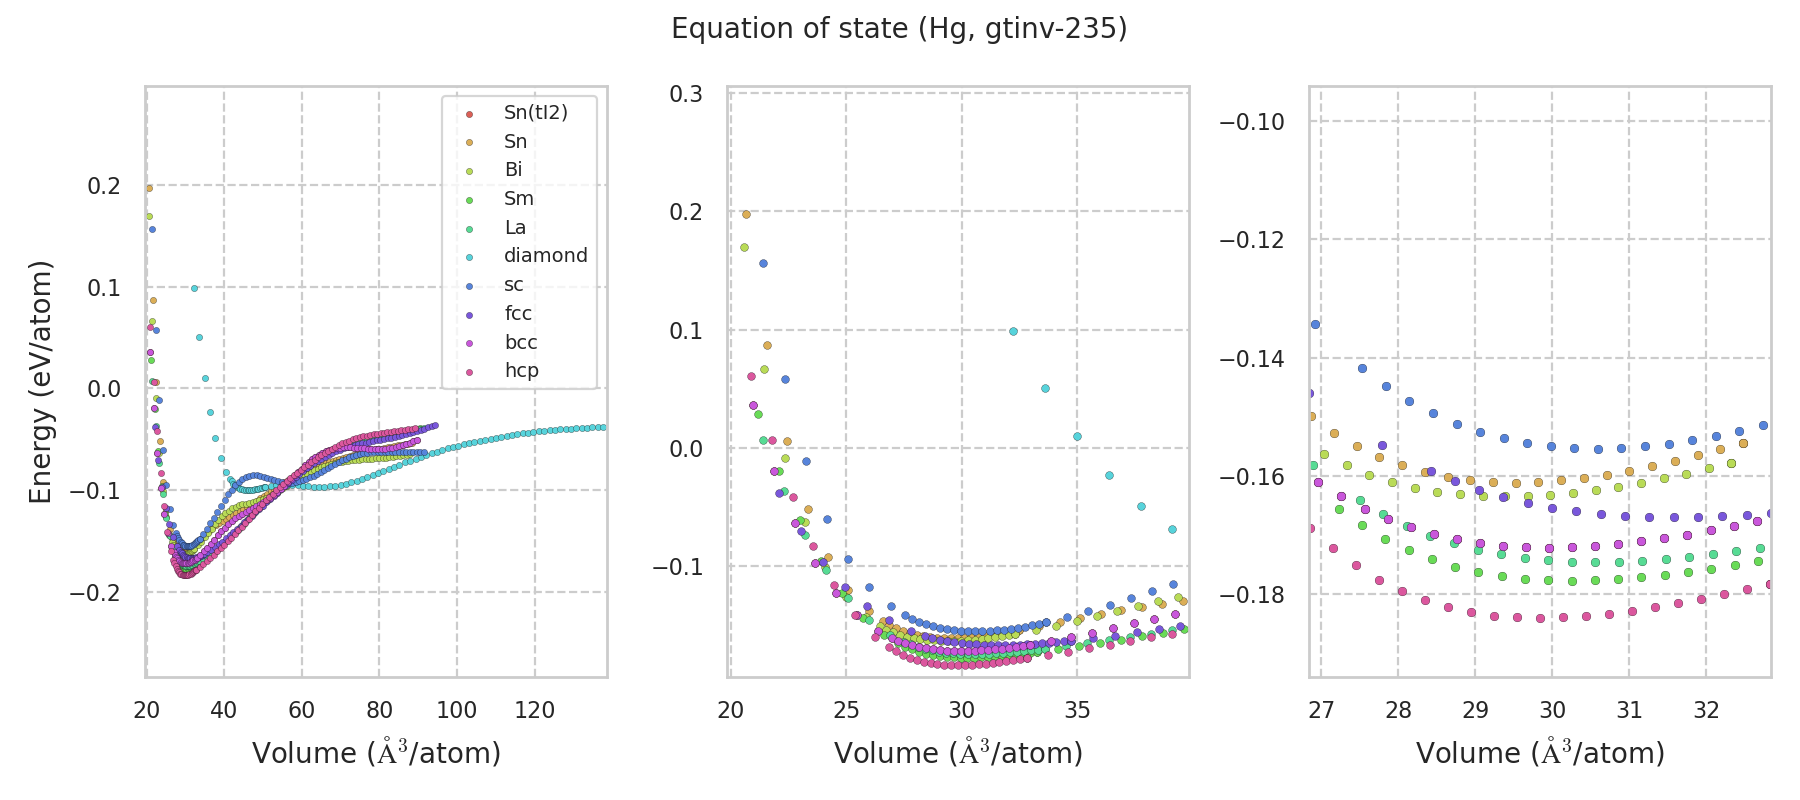 Equation of state (Hg, gtinv-235)
Energy (eV/atom)
0.2
0.1
0.0
−0.1
−0.2
20 40 60 80 100 120
Volume (Å³/atom)
Sn(tI2)
Sn
Bi
Sm
La
diamond
sc
fcc
bcc
hcp
0.3
0.2
0.1
0.0
−0.1
20 25 30 35
Volume (Å³/atom)
−0.10
−0.12
−0.14
−0.16
−0.18
27 28 29 30 31 32
Volume (Å³/atom)